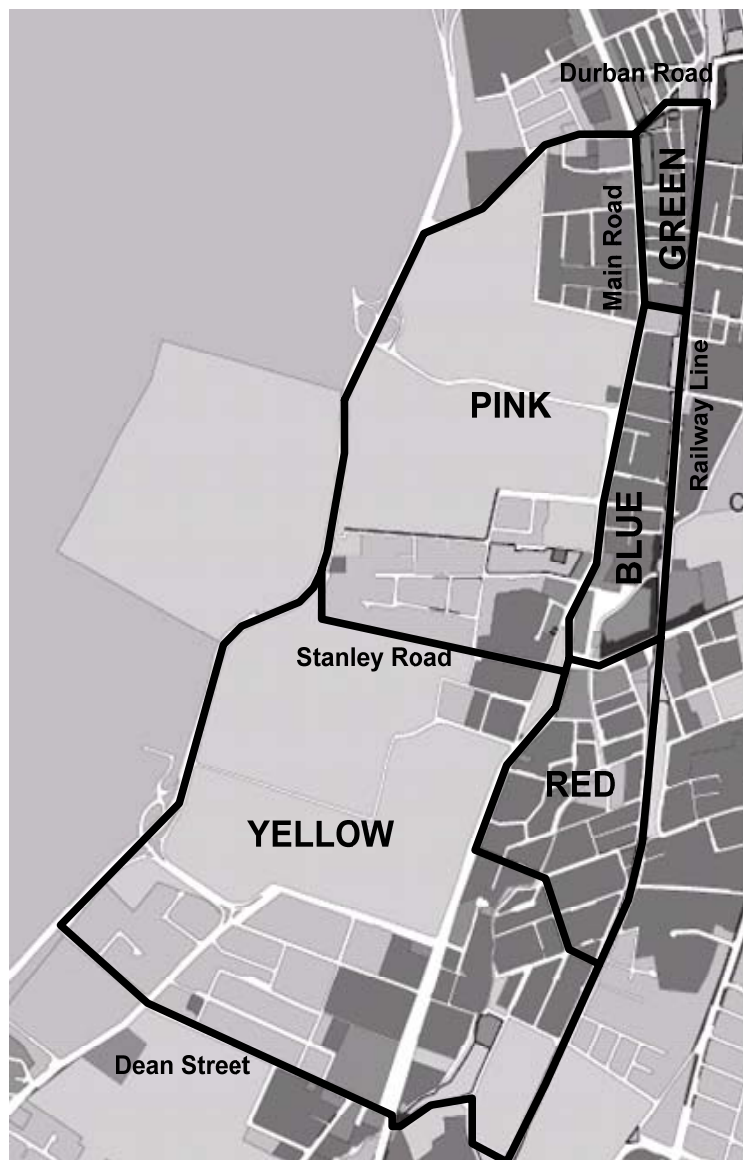 Durban Road
GREEN
Main Road
Railway Line
PINK
BLUE
Stanley Road
RED
YELLOW
Dean Street